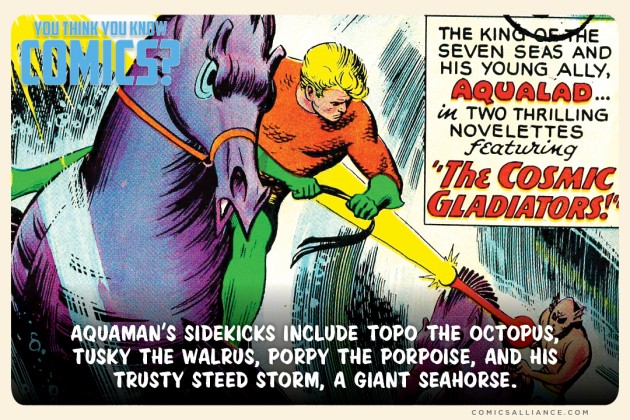 YOU THINK YOU KNOW
COMICS?
THE KING OF THE
SEVEN SEAS AND
HIS YOUNG ALLY,
AQUALAD...
in TWO THRILLING
NOVELETTES
featuring
"THE COSMIC
GLADIATORS!"
AQUAMAN'S SIDEKICKS INCLUDE TOPO THE OCTOPUS,
TUSKY THE WALRUS, PORPY THE PORPOISE, AND HIS
TRUSTY STEED STORM, A GIANT SEAHORSE.
COMICSALLIANCE.COM